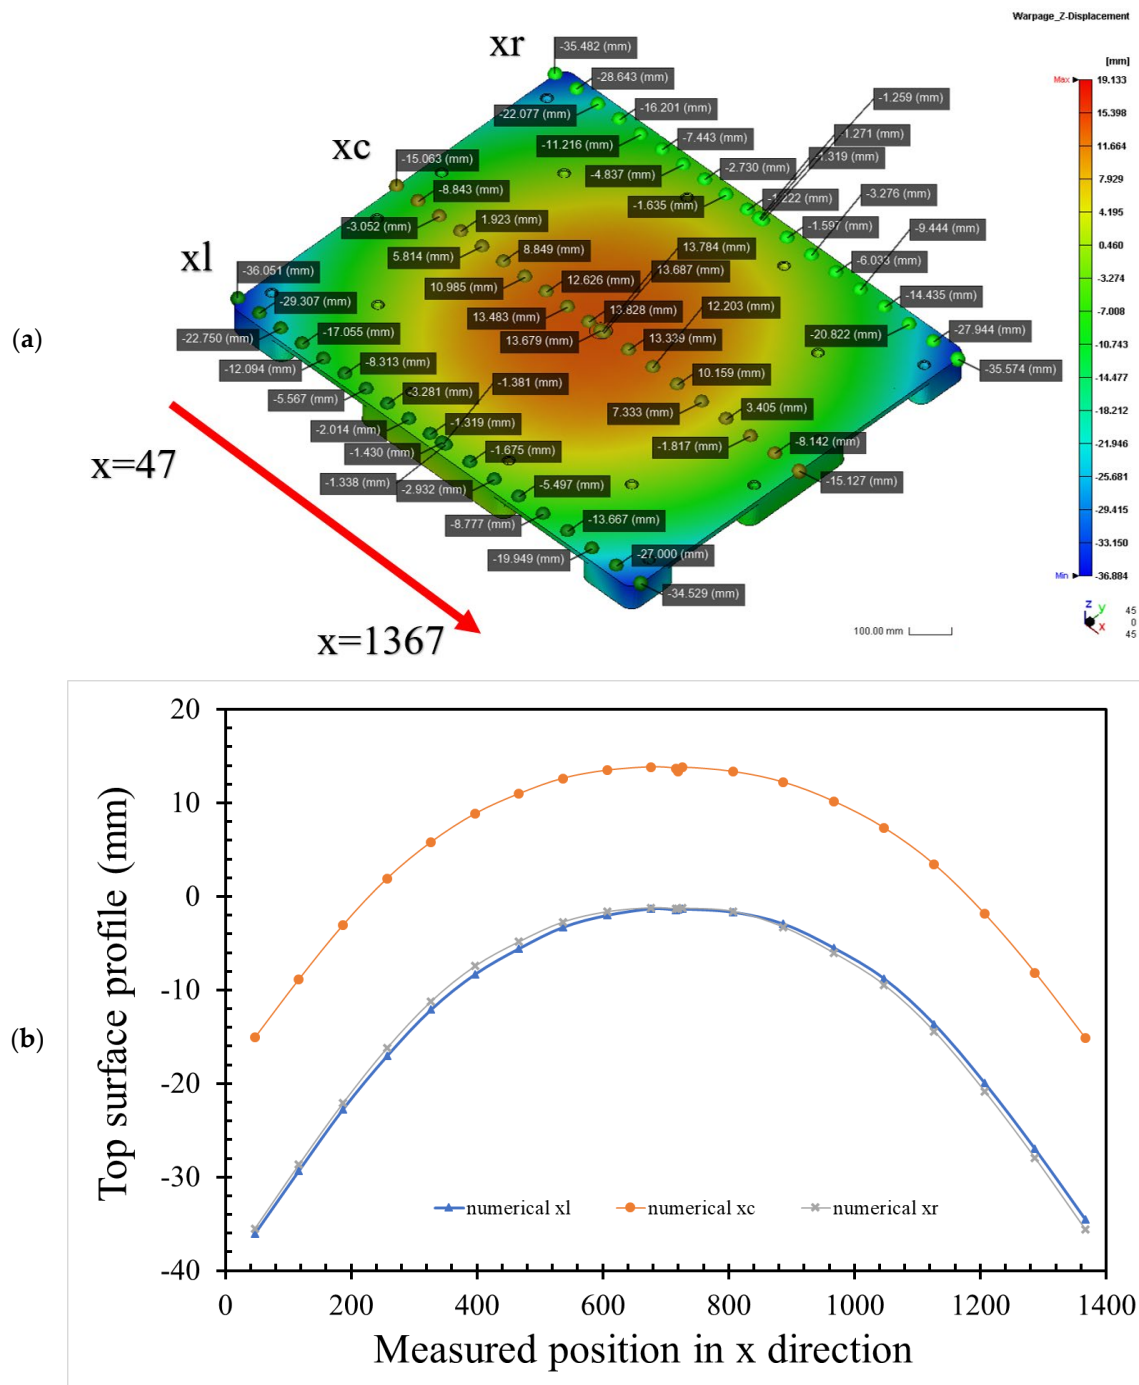 Warpage_Z-Displacement
[mm]
Max
19.133
15.398
11.664
7.929
4.195
0.460
-3.274
-7.008
-10.743
-14.477
-18.212
-21.946
-25.681
-29.415
-33.150
Min
-36.884
xr
-35.482 (mm)
-28.643 (mm)
-22.077 (mm)
-16.201 (mm)
-11.216 (mm)
-7.443 (mm)
-4.837 (mm)
-2.730 (mm)
-1.635 (mm)
-1.222 (mm)
-1.259 (mm)
-1.271 (mm)
-1.319 (mm)
-1.597 (mm)
-3.276 (mm)
-6.033 (mm)
-9.444 (mm)
-14.435 (mm)
-20.822 (mm)
-27.944 (mm)
-35.574 (mm)
xc
-15.063 (mm)
-8.843 (mm)
-3.052 (mm)
1.923 (mm)
5.814 (mm)
8.849 (mm)
10.985 (mm)
12.626 (mm)
13.483 (mm)
13.828 (mm)
13.784 (mm)
13.687 (mm)
13.679 (mm)
13.339 (mm)
12.203 (mm)
10.159 (mm)
7.333 (mm)
3.405 (mm)
-1.817 (mm)
-8.142 (mm)
-15.127 (mm)
xl
-36.051 (mm)
-29.307 (mm)
-22.750 (mm)
-17.055 (mm)
-12.094 (mm)
-8.313 (mm)
-5.567 (mm)
-3.281 (mm)
-2.014 (mm)
-1.319 (mm)
-1.381 (mm)
-1.430 (mm)
-1.338 (mm)
-1.675 (mm)
-2.932 (mm)
-5.497 (mm)
-8.777 (mm)
-13.667 (mm)
-19.949 (mm)
-27.000 (mm)
-34.529 (mm)
(a)
x=47
x=1367
100.00 mm
z
y
x
45
0
45
(b)
Top surface profile (mm)
20
10
0
-10
-20
-30
-40
numerical xl
numerical xc
numerical xr
0
200
400
600
800
1000
1200
1400
Measured position in x direction